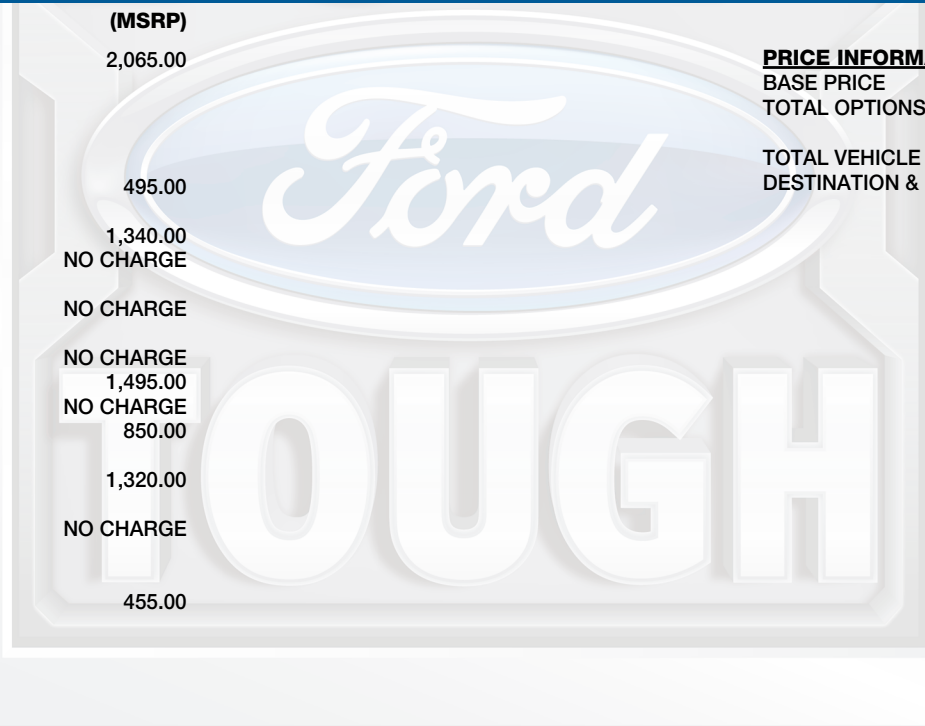 (MSRP)
2,065.00
495.00
1,340.00
NO CHARGE
NO CHARGE
NO CHARGE
1,495.00
NO CHARGE
850.00
1,320.00
NO CHARGE
455.00
PRICE INFORMA
BASE PRICE
TOTAL OPTIONS
TOTAL VEHICLE
DESTINATION &
Ford
TOUGH